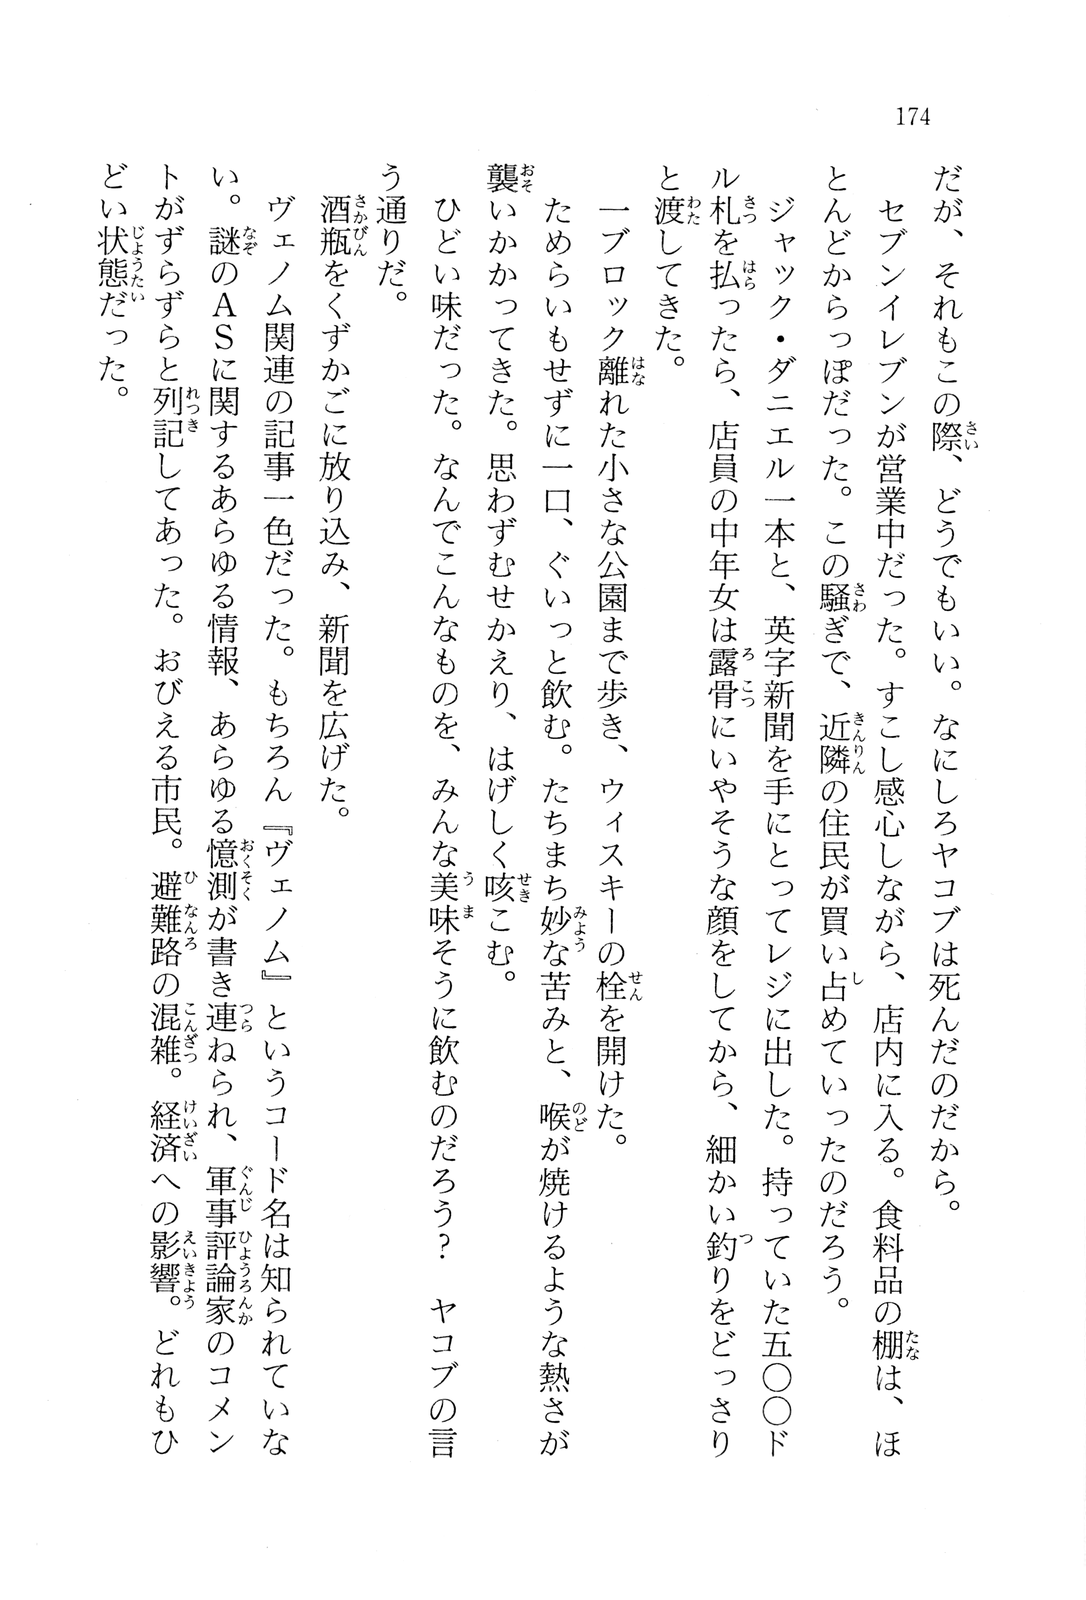 174
だが、それもこの際、どうでもいい。なにしろヤコブは死んだのだから。
セブンイレブンが営業中だった。すこし感心しながら、店内に入る。食料品の棚は、ほ
とんどからっぽだった。この騒ぎで、近隣の住民が買い占めていったのだろう。
ジャック・ダニエル一本と、英字新聞を手にとってレジに出した。持っていた五〇〇ド
ル札を払ったら、店員の中年女は露骨にいやそうな顔をしてから、細かい釣りをどっさり
と渡してきた。
一ブロック離れた小さな公園まで歩き、ウィスキーの栓を開けた。
ためらいもせずに一口、ぐいっと飲む。たちまち妙な苦みと、喉が焼けるような熱さが
襲いかかってきた。思わずむせかえり、はげしく咳こむ。
ひどい味だった。なんでこんなものを、みんな美味そうに飲むのだろう？　ヤコブの言
う通りだ。
酒瓶をくずかごに放り込み、新聞を広げた。
ヴェノム関連の記事一色だった。もちろん『ヴェノム』というコード名は知られていな
い。謎のＡＳに関するあらゆる情報、あらゆる憶測が書き連ねられ、軍事評論家のコメン
トがずらずらと列記してあった。おびえる市民。避難路の混雑。経済への影響。どれもひ
どい状態だった。